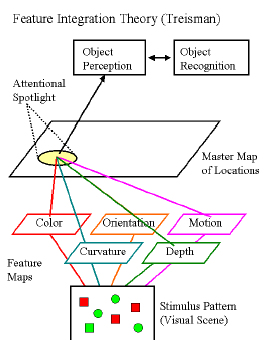 Feature Integration Theory (Treisman)
Object
Perception
Object
Recognition
Attentional
Spotlight
Master Map
of Locations
Color
Orientation
Motion
Curvature
Depth
Feature
Maps
Stimulus Pattern
(Visual Scene)